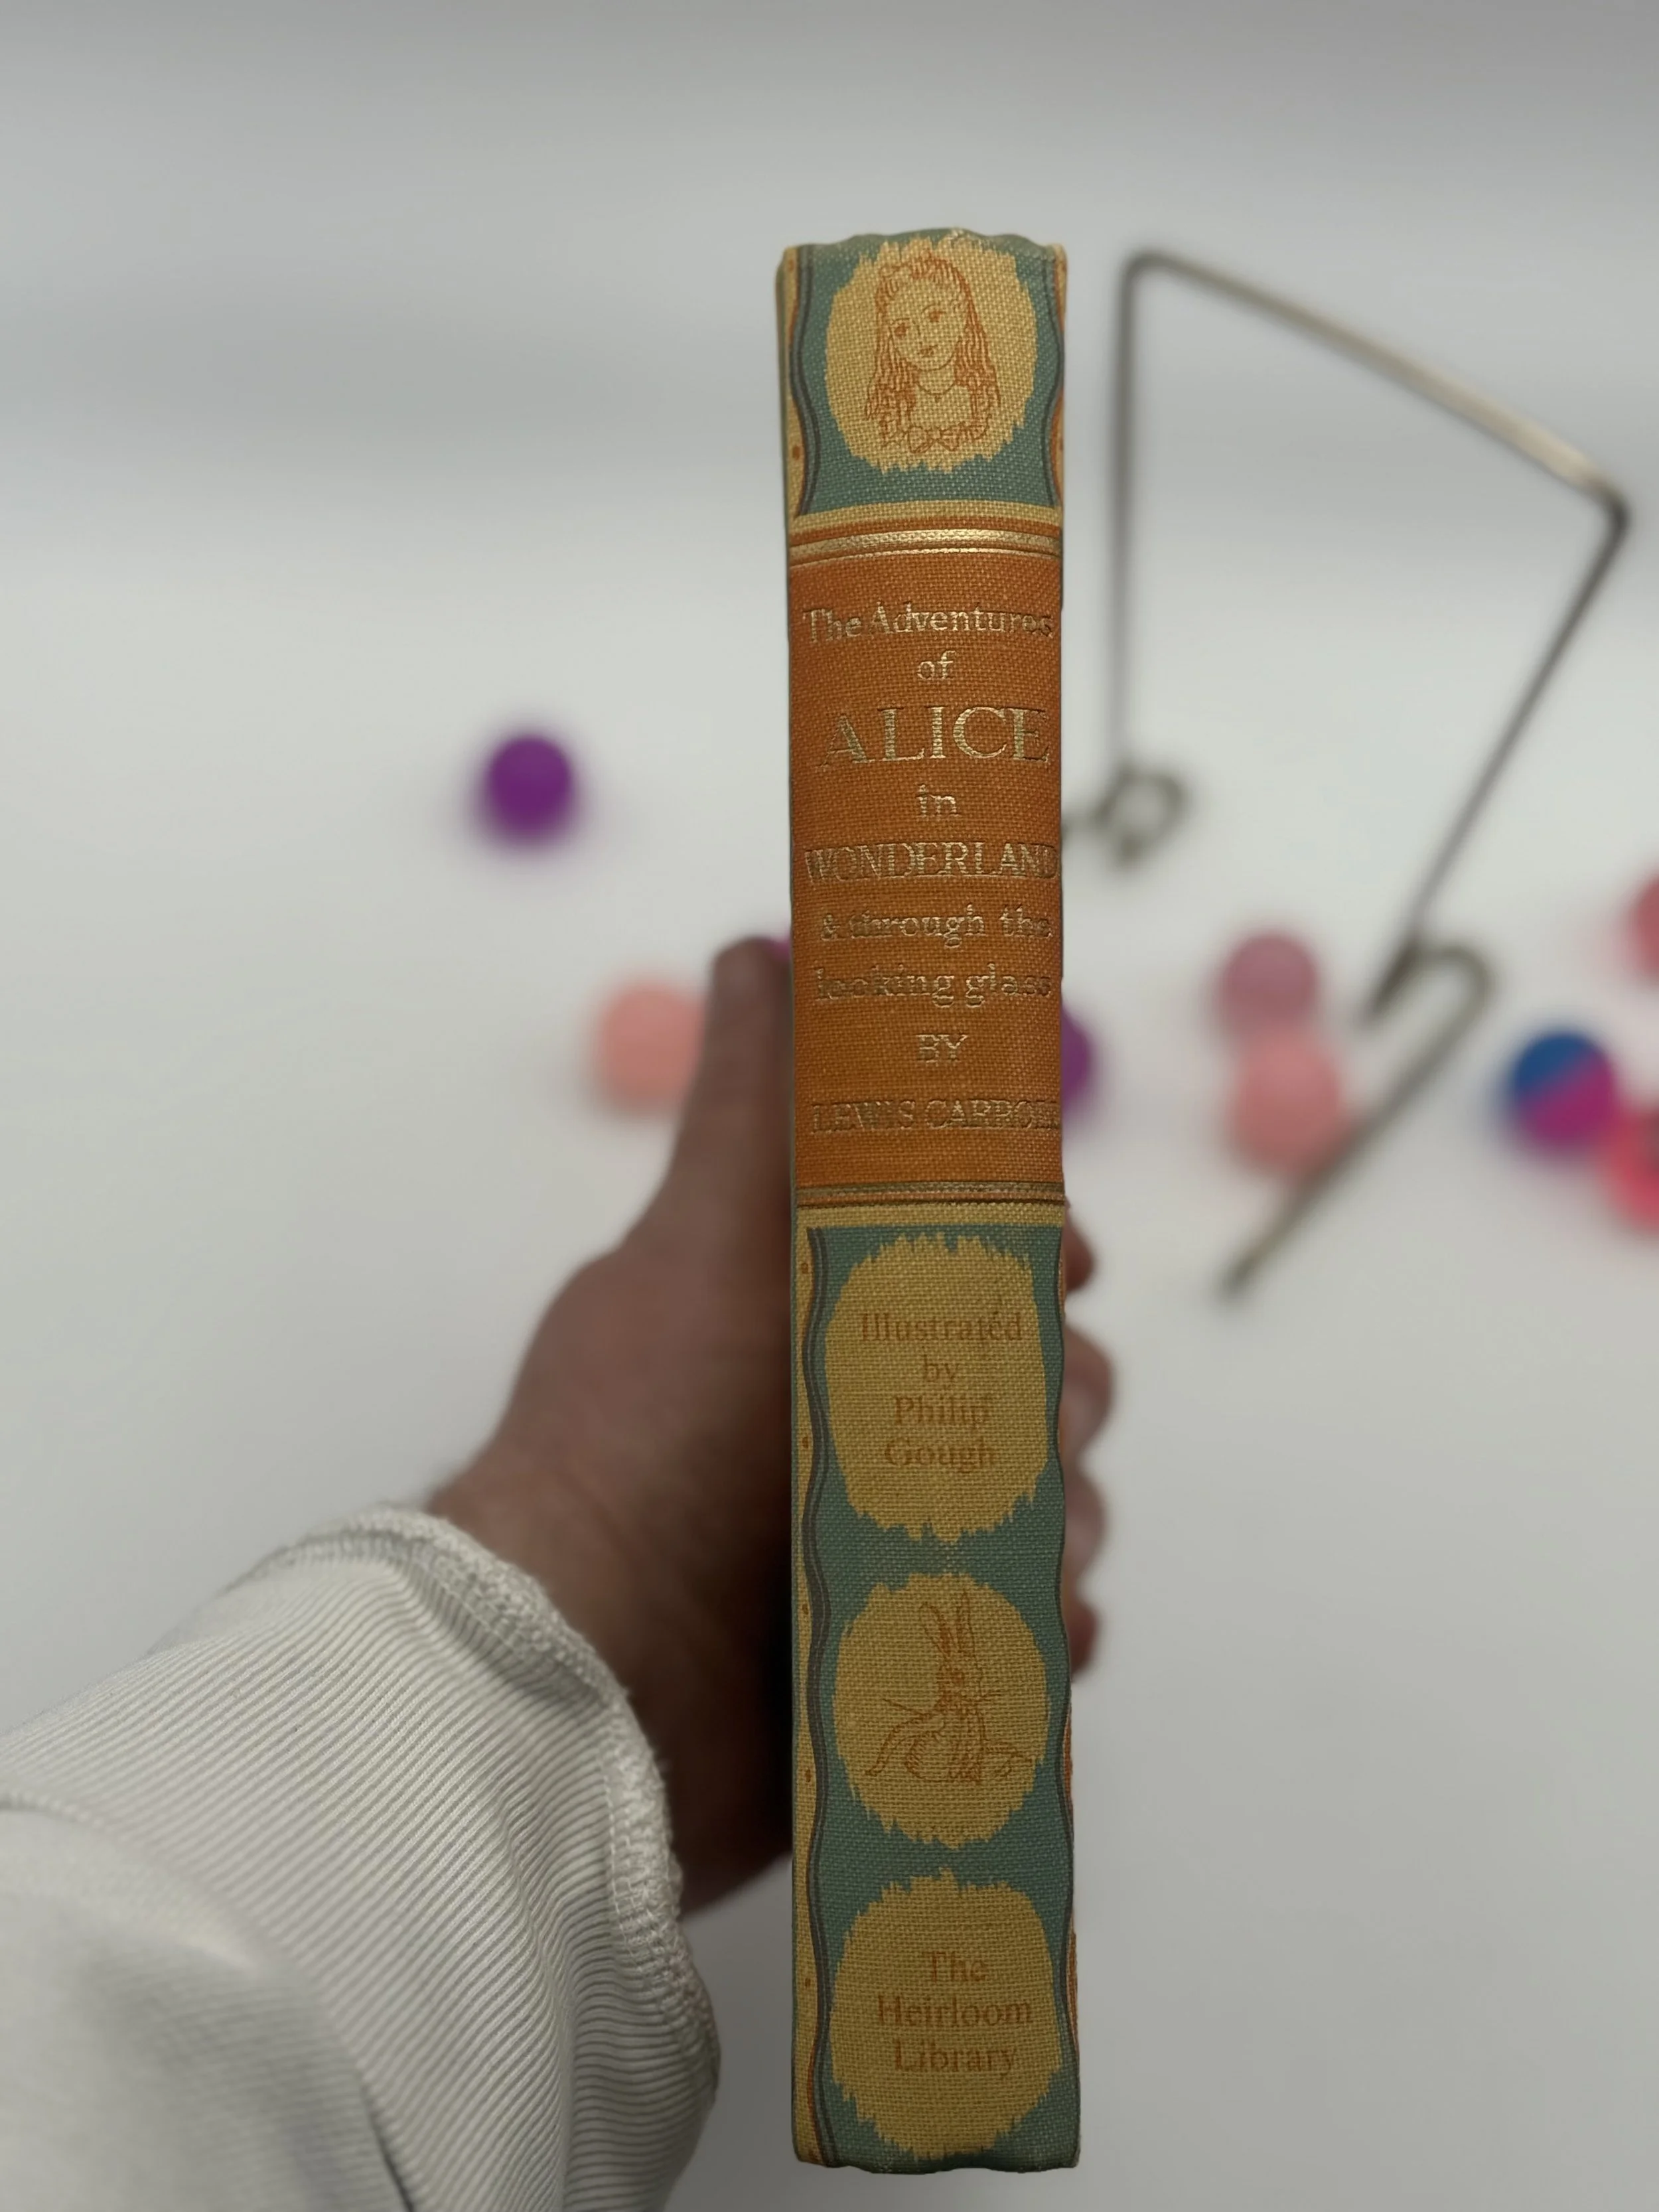 The Adventures
of
ALICE
in
WONDERLAND
& through the
looking glass
BY
LEWIS CARROLL
Illustrated
by
Philip
Gough
The
Heirloom
Library